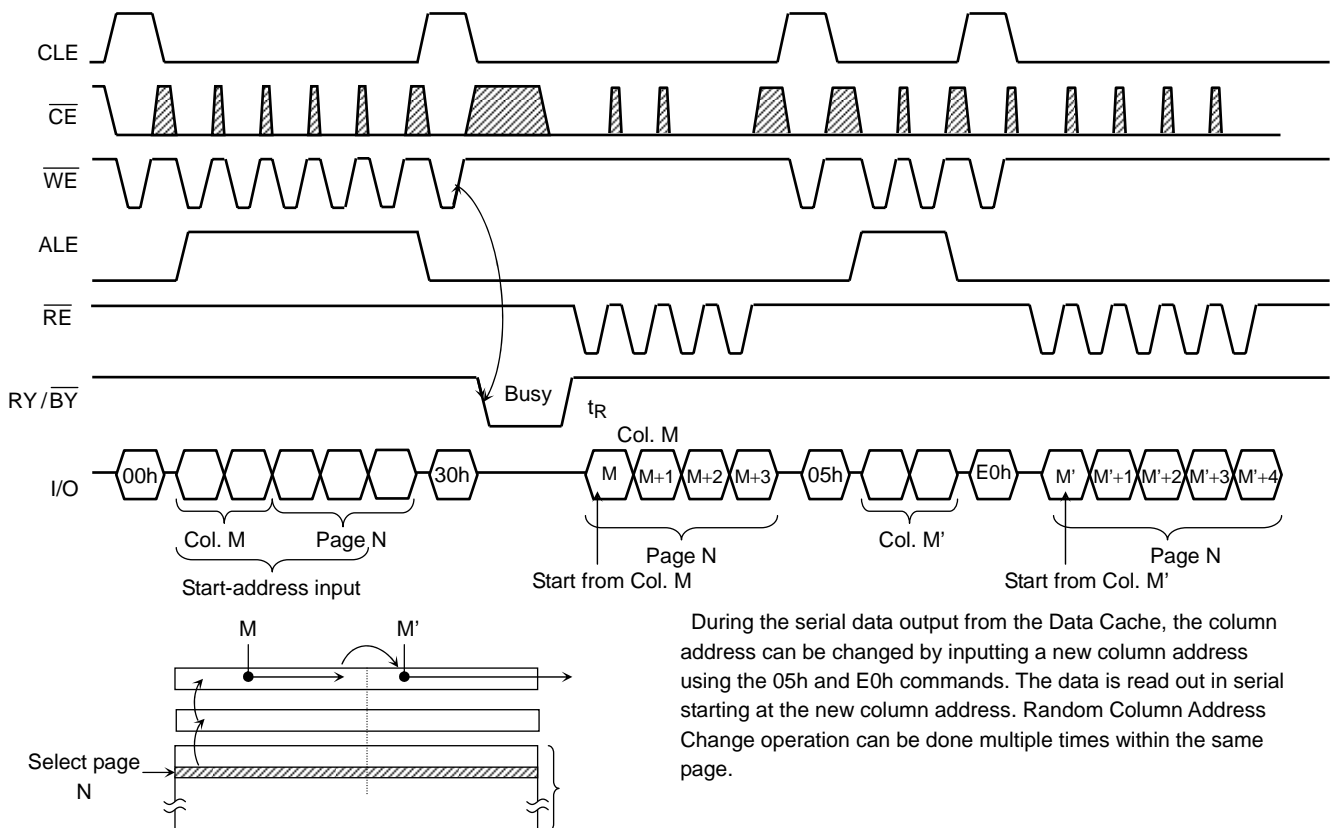 CLE
CE
WE
ALE
RE
RY/BY
Busy
tR
Col. M
I/O
00h
30h
M
M+1
M+2
M+3
05h
E0h
M'
M'+1
M'+2
M'+3
M'+4
Col. M
Page N
Page N
Col. M'
Page N
Start-address input
Start from Col. M
Start from Col. M'
M
M'
Select page
N
During the serial data output from the Data Cache, the column
address can be changed by inputting a new column address
using the 05h and E0h commands. The data is read out in serial
starting at the new column address. Random Column Address
Change operation can be done multiple times within the same
page.